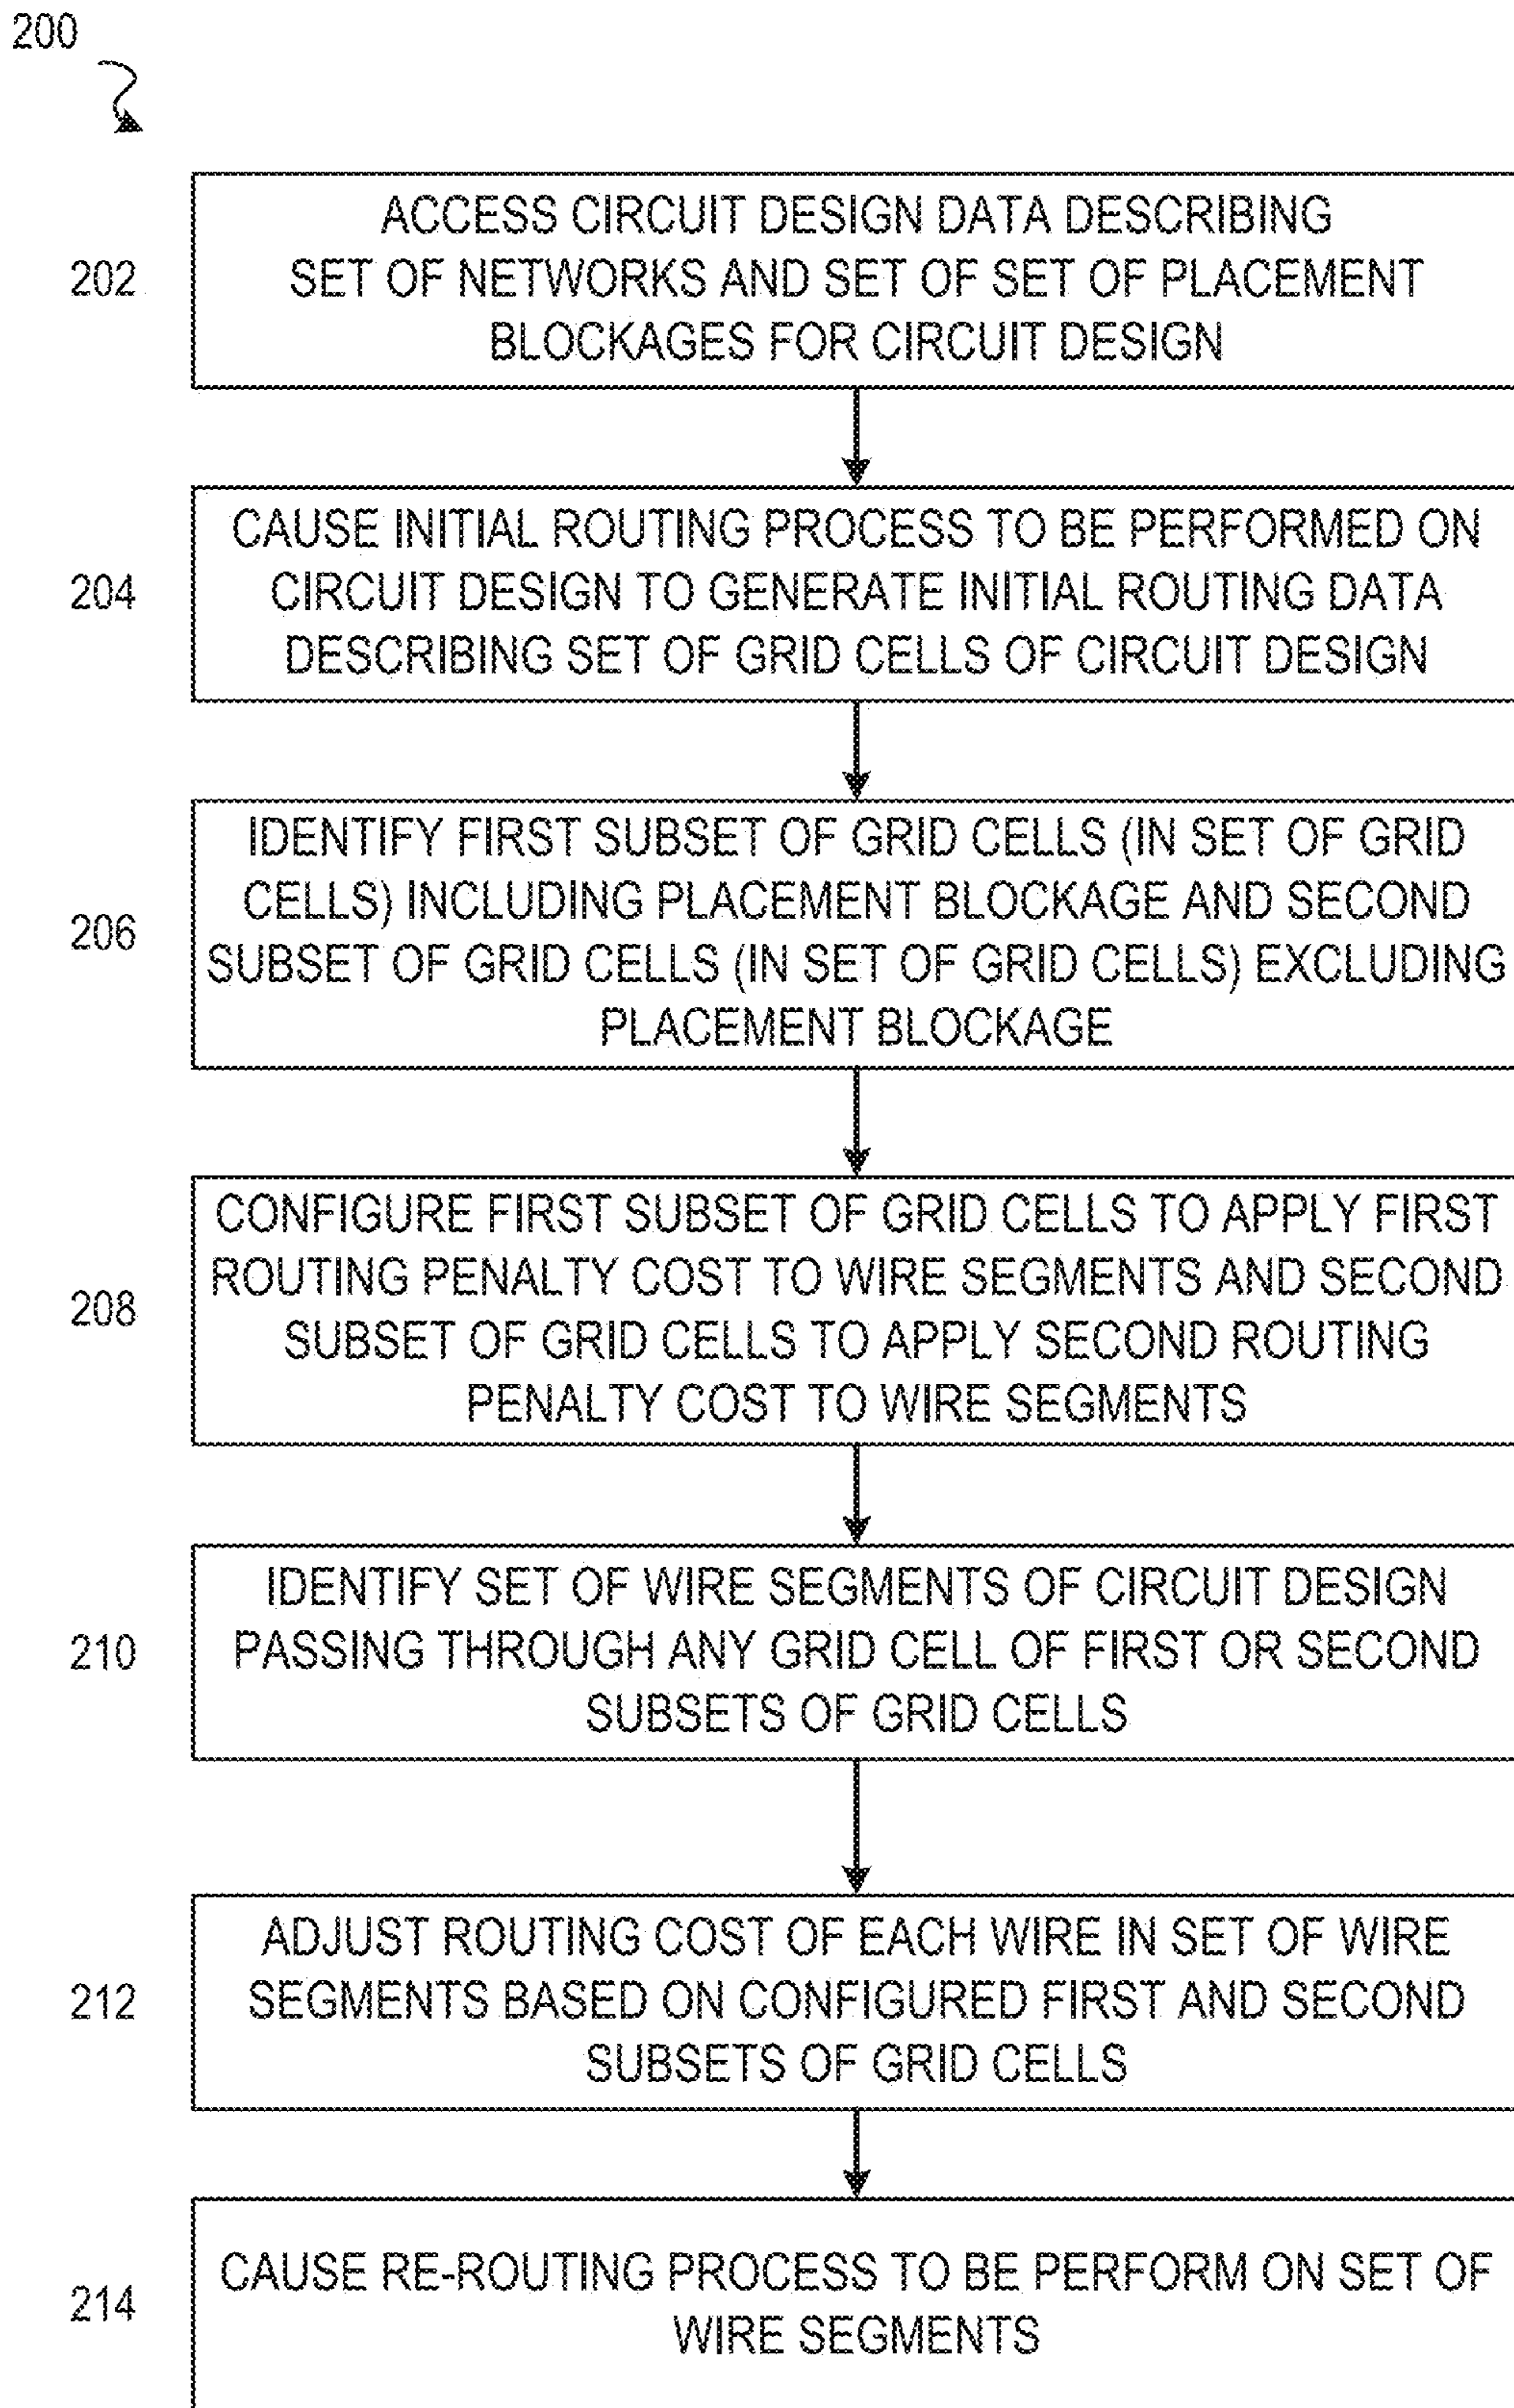 200
202
ACCESS CIRCUIT DESIGN DATA DESCRIBING
SET OF NETWORKS AND SET OF SET OF PLACEMENT
BLOCKAGES FOR CIRCUIT DESIGN
204
CAUSE INITIAL ROUTING PROCESS TO BE PERFORMED ON
CIRCUIT DESIGN TO GENERATE INITIAL ROUTING DATA
DESCRIBING SET OF GRID CELLS OF CIRCUIT DESIGN
206
IDENTIFY FIRST SUBSET OF GRID CELLS (IN SET OF GRID
CELLS) INCLUDING PLACEMENT BLOCKAGE AND SECOND
SUBSET OF GRID CELLS (IN SET OF GRID CELLS) EXCLUDING
PLACEMENT BLOCKAGE
208
CONFIGURE FIRST SUBSET OF GRID CELLS TO APPLY FIRST
ROUTING PENALTY COST TO WIRE SEGMENTS AND SECOND
SUBSET OF GRID CELLS TO APPLY SECOND ROUTING
PENALTY COST TO WIRE SEGMENTS
210
IDENTIFY SET OF WIRE SEGMENTS OF CIRCUIT DESIGN
PASSING THROUGH ANY GRID CELL OF FIRST OR SECOND
SUBSETS OF GRID CELLS
212
ADJUST ROUTING COST OF EACH WIRE IN SET OF WIRE
SEGMENTS BASED ON CONFIGURED FIRST AND SECOND
SUBSETS OF GRID CELLS
214
CAUSE RE-ROUTING PROCESS TO BE PERFORM ON SET OF
WIRE SEGMENTS